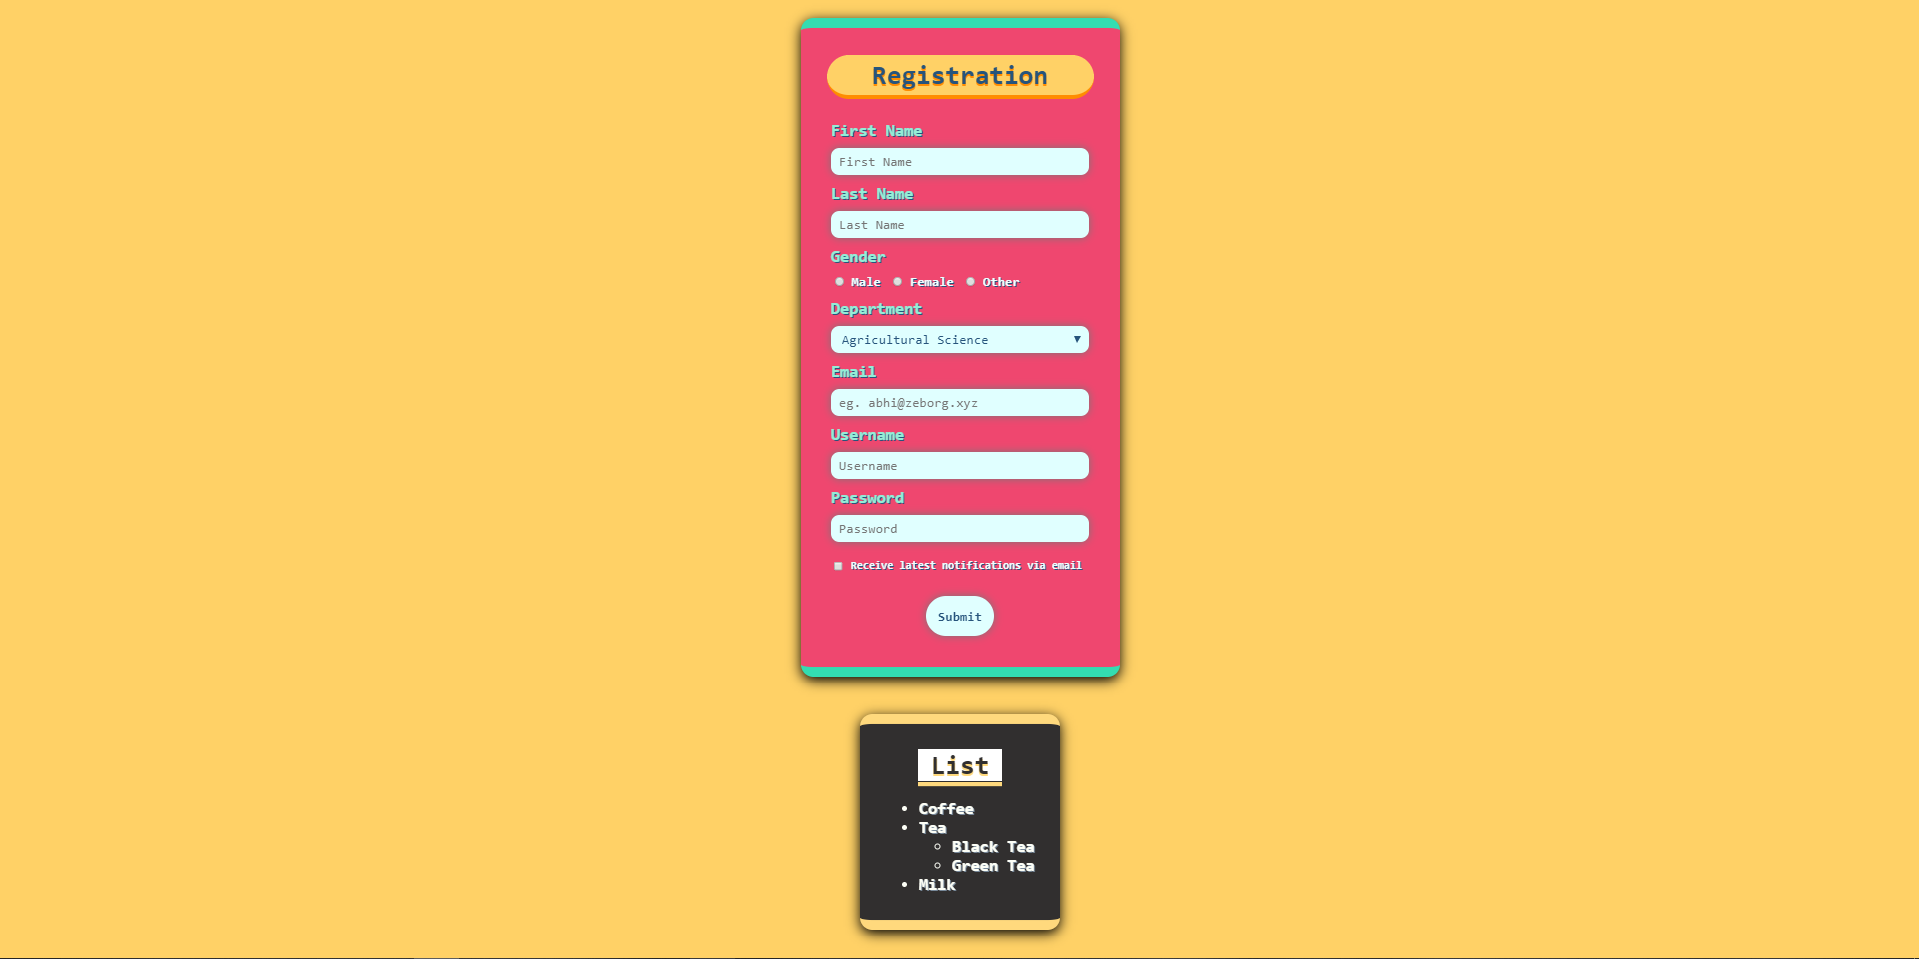 Registration
First Name
First Name
Last Name
Last Name
Gender
Male Female Other
Department
Agricultural Science ▼
Email
eg. abhi@zeborg.xyz
Username
Username
Password
Password
Receive latest notifications via email
Submit
List
Coffee
Tea
Black Tea
Green Tea
Milk